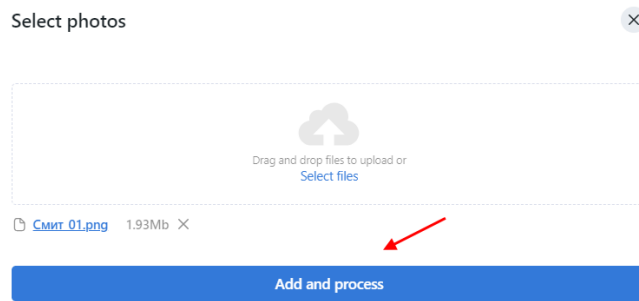 Select photos
Drag and drop files to upload or
Select files
Смит 01.png 1.93Mb
Add and process